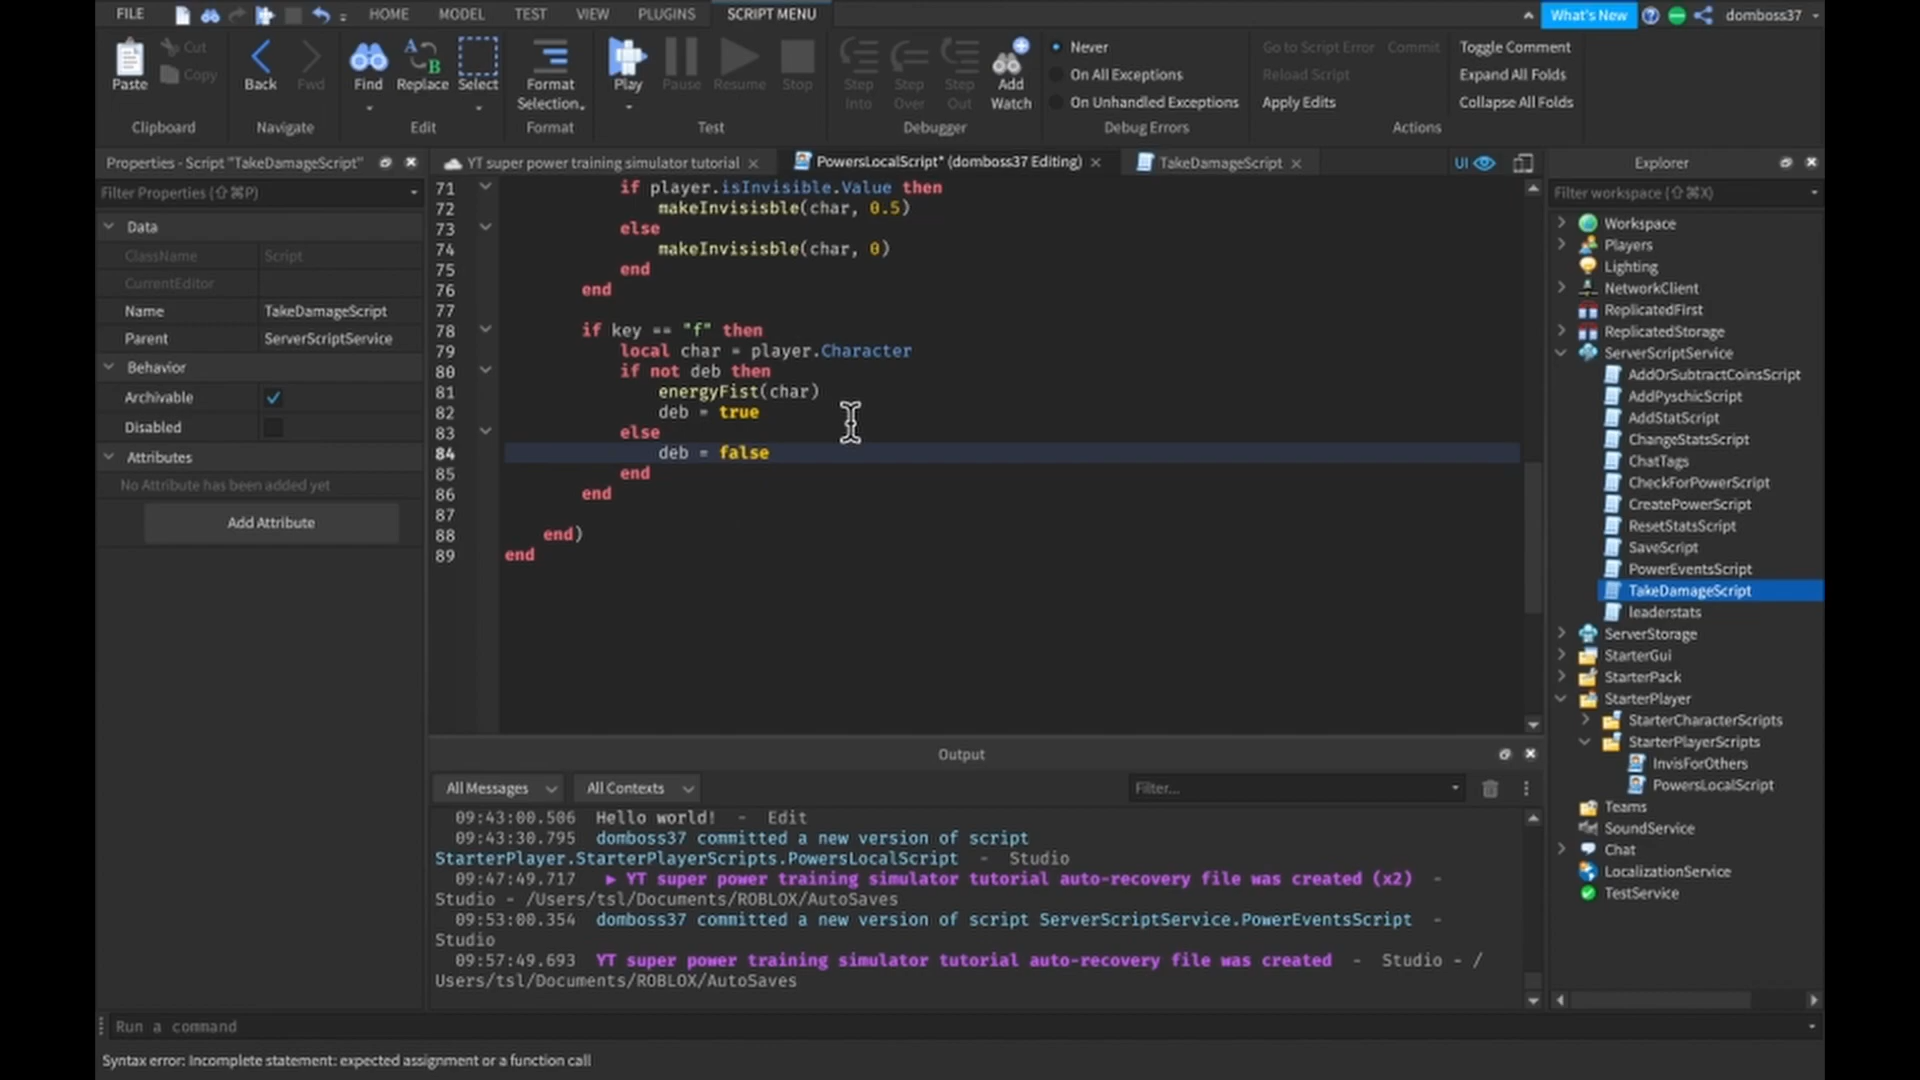 FILE
HOME
MODEL
TEST
VIEW
PLUGINS
SCRIPT MENU
What's New
domboss37
Paste
Cut
Copy
Clipboard
Back
Fwd
Navigate
Find
Replace
Select
Edit
Format
Selection
Format
Play
Pause
Resume
Stop
Test
Step
Into
Step
Over
Step
Out
Add
Watch
Debugger
Never
On All Exceptions
On Unhandled Exceptions
Debug Errors
Go to Script Error
Commit
Reload Script
Apply Edits
Toggle Comment
Expand All Folds
Collapse All Folds
Actions
Properties - Script "TakeDamageScript"
Filter Properties (⇧⌘P)
Data
ClassName Script
CurrentEditor
Name TakeDamageScript
Parent ServerScriptService
Behavior
Archivable
Disabled
Attributes
No Attribute has been added yet
Add Attribute
YT super power training simulator tutorial
PowersLocalScript* (domboss37 Editing)
TakeDamageScript
UI
71 if player.isInvisible.Value then
72 makeInvisisble(char, 0.5)
73 else
74 makeInvisisble(char, 0)
75 end
76 end
77
78 if key == "f" then
79 local char = player.Character
80 if not deb then
81 energyFist(char)
82 deb = true
83 else
84 deb = false
85 end
86 end
87
88 end)
89 end
Output
All Messages
All Contexts
Filter...
09:43:00.506 Hello world! - Edit
09:43:30.795 domboss37 committed a new version of script
StarterPlayer.StarterPlayerScripts.PowersLocalScript - Studio
09:47:49.717 ▶ YT super power training simulator tutorial auto-recovery file was created (x2) -
Studio - /Users/tsl/Documents/ROBLOX/AutoSaves
09:53:00.354 domboss37 committed a new version of script ServerScriptService.PowerEventsScript -
Studio
09:57:49.693 YT super power training simulator tutorial auto-recovery file was created - Studio - /
Users/tsl/Documents/ROBLOX/AutoSaves
Explorer
Filter workspace (⇧⌘X)
Workspace
Players
Lighting
NetworkClient
ReplicatedFirst
ReplicatedStorage
ServerScriptService
AddOrSubtractCoinsScript
AddPyschicScript
AddStatScript
ChangeStatsScript
ChatTags
CheckForPowerScript
CreatePowerScript
ResetStatsScript
SaveScript
PowerEventsScript
TakeDamageScript
leaderstats
ServerStorage
StarterGui
StarterPack
StarterPlayer
StarterCharacterScripts
StarterPlayerScripts
InvisForOthers
PowersLocalScript
Teams
SoundService
Chat
LocalizationService
TestService
Run a command
Syntax error: Incomplete statement: expected assignment or a function call